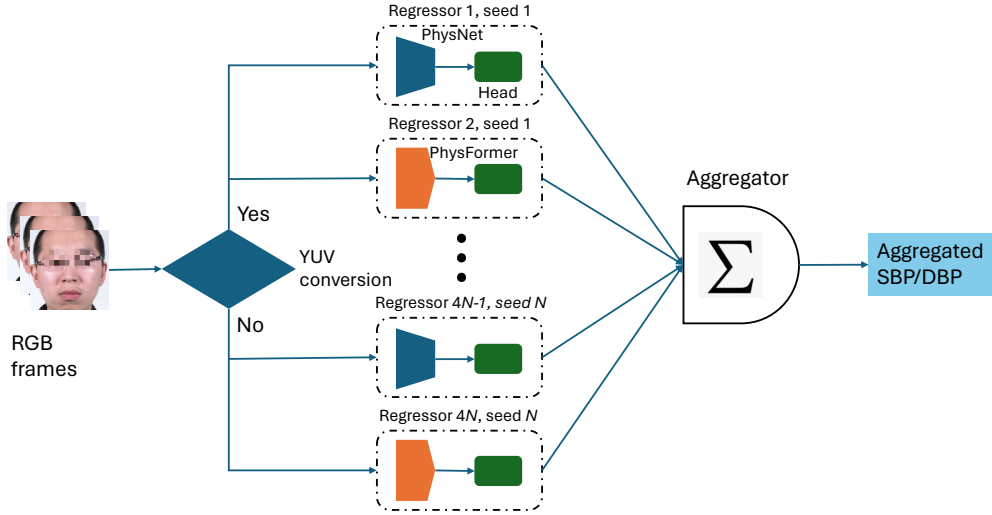 Regressor 1, seed 1
PhysNet
Head
Regressor 2, seed 1
PhysFormer
Yes
YUV
conversion
No
RGB
frames
Regressor 4N-1, seed N
Regressor 4N, seed N
Aggregator
Σ
Aggregated
SBP/DBP